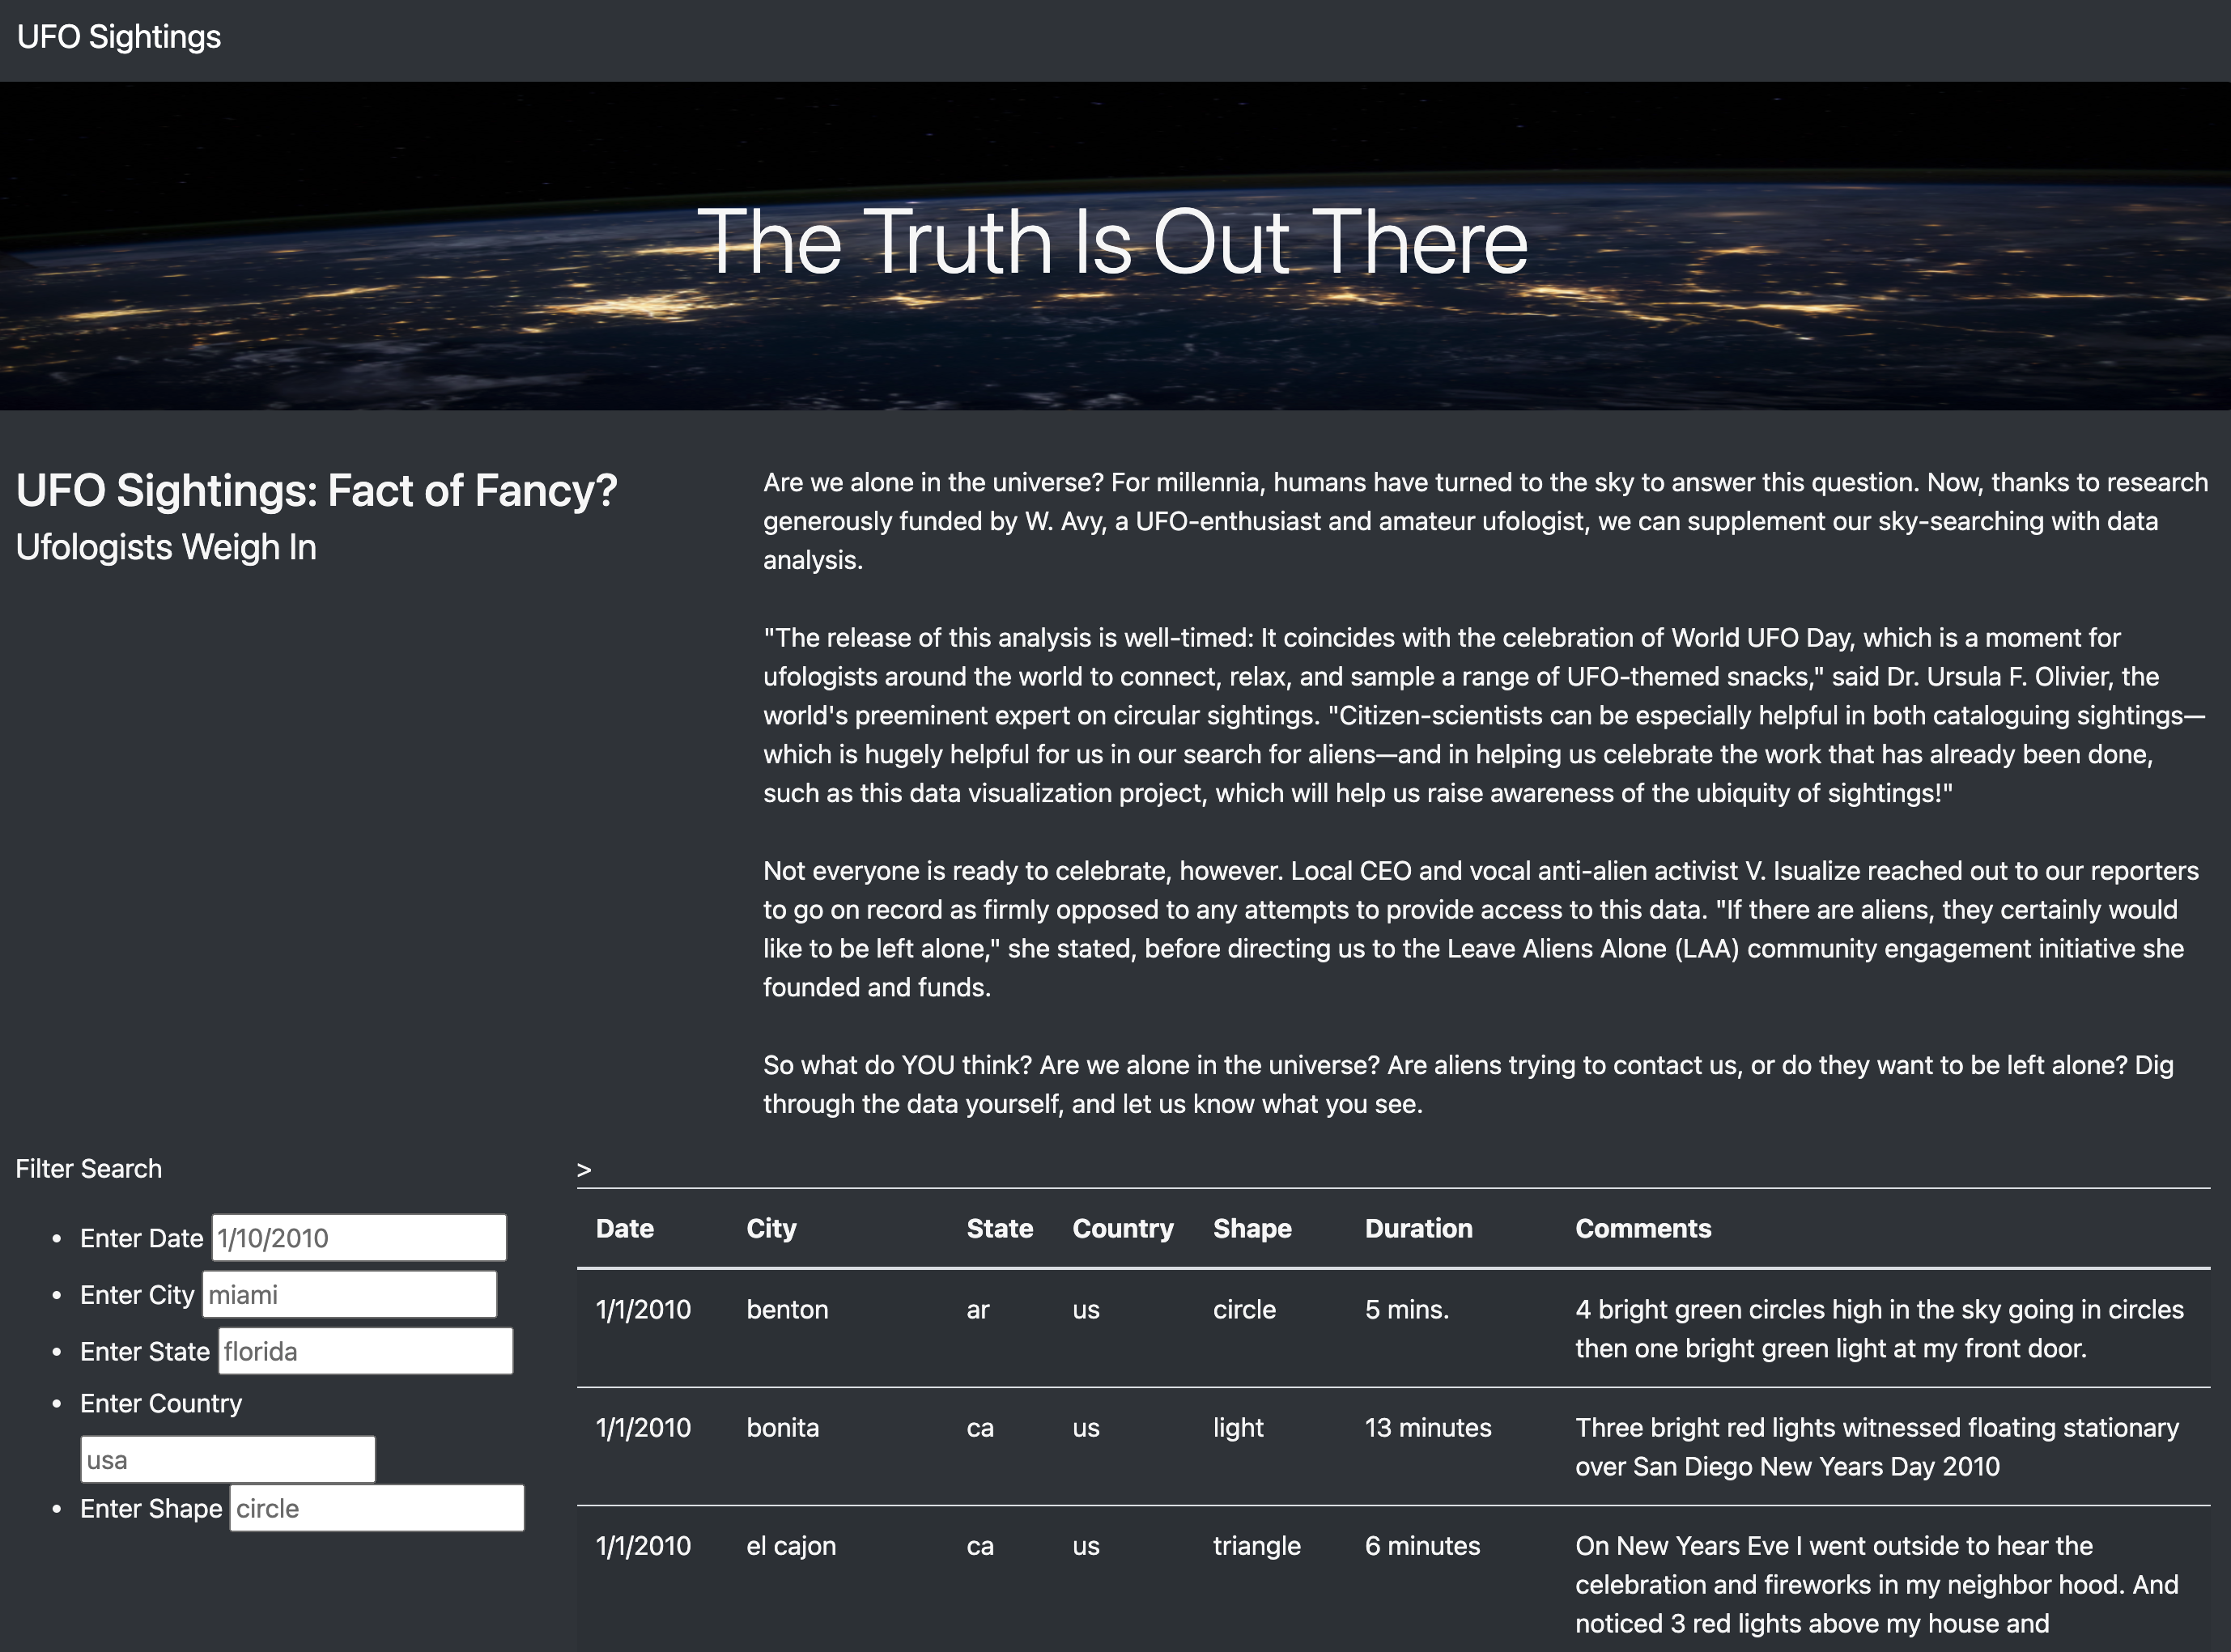 UFO Sightings
The Truth Is Out There
UFO Sightings: Fact of Fancy?
Ufologists Weigh In
Are we alone in the universe? For millennia, humans have turned to the sky to answer this question. Now, thanks to research
generously funded by W. Avy, a UFO-enthusiast and amateur ufologist, we can supplement our sky-searching with data
analysis.
"The release of this analysis is well-timed: It coincides with the celebration of World UFO Day, which is a moment for
ufologists around the world to connect, relax, and sample a range of UFO-themed snacks," said Dr. Ursula F. Olivier, the
world's preeminent expert on circular sightings. "Citizen-scientists can be especially helpful in both cataloguing sightings—
which is hugely helpful for us in our search for aliens—and in helping us celebrate the work that has already been done,
such as this data visualization project, which will help us raise awareness of the ubiquity of sightings!"
Not everyone is ready to celebrate, however. Local CEO and vocal anti-alien activist V. Isualize reached out to our reporters
to go on record as firmly opposed to any attempts to provide access to this data. "If there are aliens, they certainly would
like to be left alone," she stated, before directing us to the Leave Aliens Alone (LAA) community engagement initiative she
founded and funds.
So what do YOU think? Are we alone in the universe? Are aliens trying to contact us, or do they want to be left alone? Dig
through the data yourself, and let us know what you see.
Filter Search
• Enter Date 1/10/2010
• Enter City miami
• Enter State florida
• Enter Country
usa
• Enter Shape circle
>
Date City State Country Shape Duration Comments
1/1/2010 benton ar us circle 5 mins. 4 bright green circles high in the sky going in circles
then one bright green light at my front door.
1/1/2010 bonita ca us light 13 minutes Three bright red lights witnessed floating stationary
over San Diego New Years Day 2010
1/1/2010 el cajon ca us triangle 6 minutes On New Years Eve I went outside to hear the
celebration and fireworks in my neighbor hood. And
noticed 3 red lights above my house and